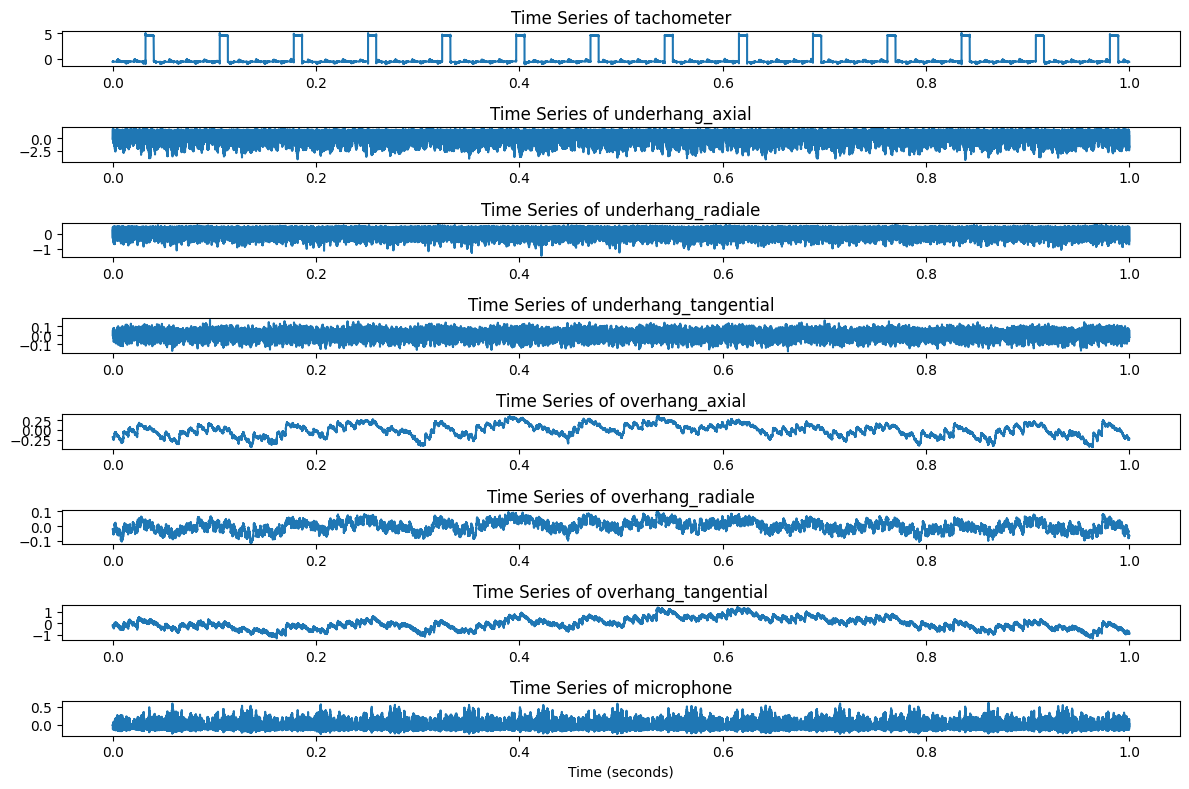 Time Series of tachometer
5
0
0.0 0.2 0.4 0.6 0.8 1.0
Time Series of underhang_axial
0.0
−2.5
0.0 0.2 0.4 0.6 0.8 1.0
Time Series of underhang_radiale
0
−1
0.0 0.2 0.4 0.6 0.8 1.0
Time Series of underhang_tangential
0.1
0.0
−0.1
0.0 0.2 0.4 0.6 0.8 1.0
Time Series of overhang_axial
0.25
0.00
−0.25
0.0 0.2 0.4 0.6 0.8 1.0
Time Series of overhang_radiale
0.1
0.0
−0.1
0.0 0.2 0.4 0.6 0.8 1.0
Time Series of overhang_tangential
1
0
−1
0.0 0.2 0.4 0.6 0.8 1.0
Time Series of microphone
0.5
0.0
0.0 0.2 0.4 0.6 0.8 1.0
Time (seconds)